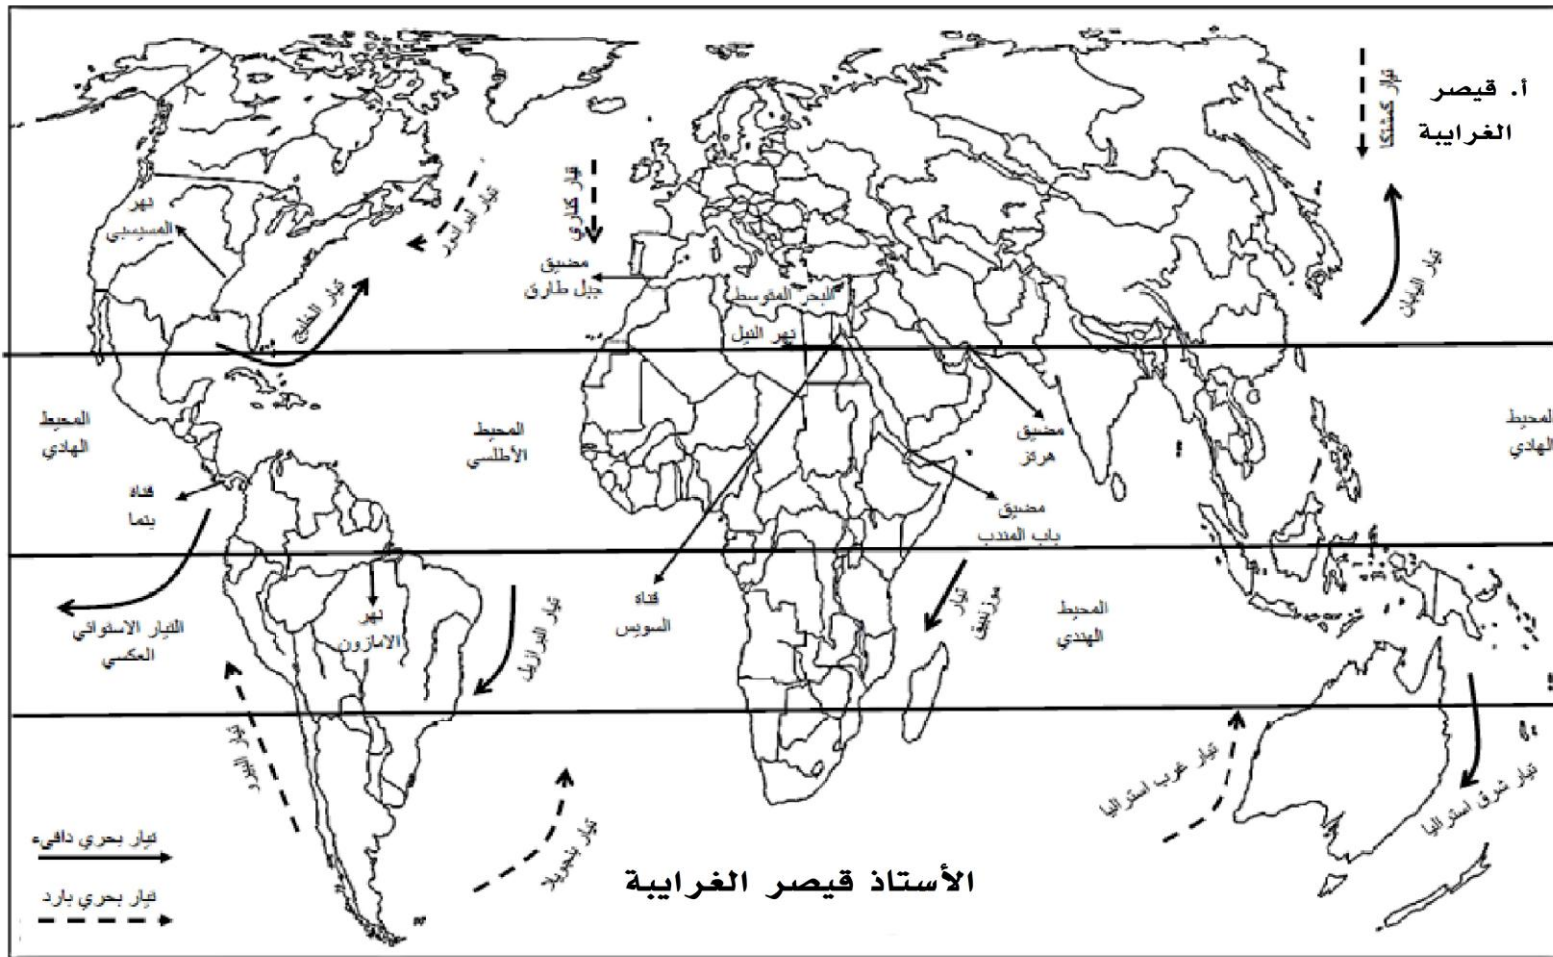 أ. قيصر
الغرايبة
تيار كمشتكا
تيار اليابان
تيار لبرادور
تيار كناري
نهر
المسيسبي
تيار الخليج
مضيق
جبل طارق
البحر المتوسط
نهر النيل
المحيط
الهادي
المحيط
الأطلسي
مضيق
هرمز
المحيط
الهادي
قناة
بنما
مضيق
باب المندب
التيار الاستوائي
العكسي
نهر
الامازون
تيار البرازيل
قناة
السويس
تيار
موزنبيق
المحيط
الهندي
تيار البيرو
تيار بنجويلا
تيار غرب استراليا
تيار شرق استراليا
تيار بحري دافيء
تيار بحري بارد
الأستاذ قيصر الغرايبة